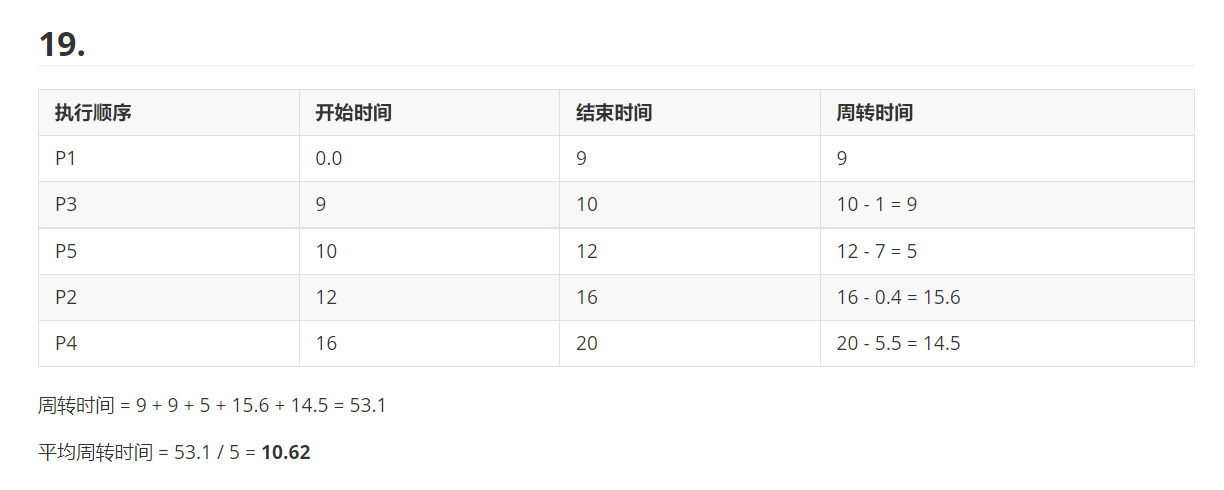 19.
执行顺序 开始时间 结束时间 周转时间
P1 0.0 9 9
P3 9 10 10 - 1 = 9
P5 10 12 12 - 7 = 5
P2 12 16 16 - 0.4 = 15.6
P4 16 20 20 - 5.5 = 14.5
周转时间 = 9 + 9 + 5 + 15.6 + 14.5 = 53.1
平均周转时间 = 53.1 / 5 = 10.62